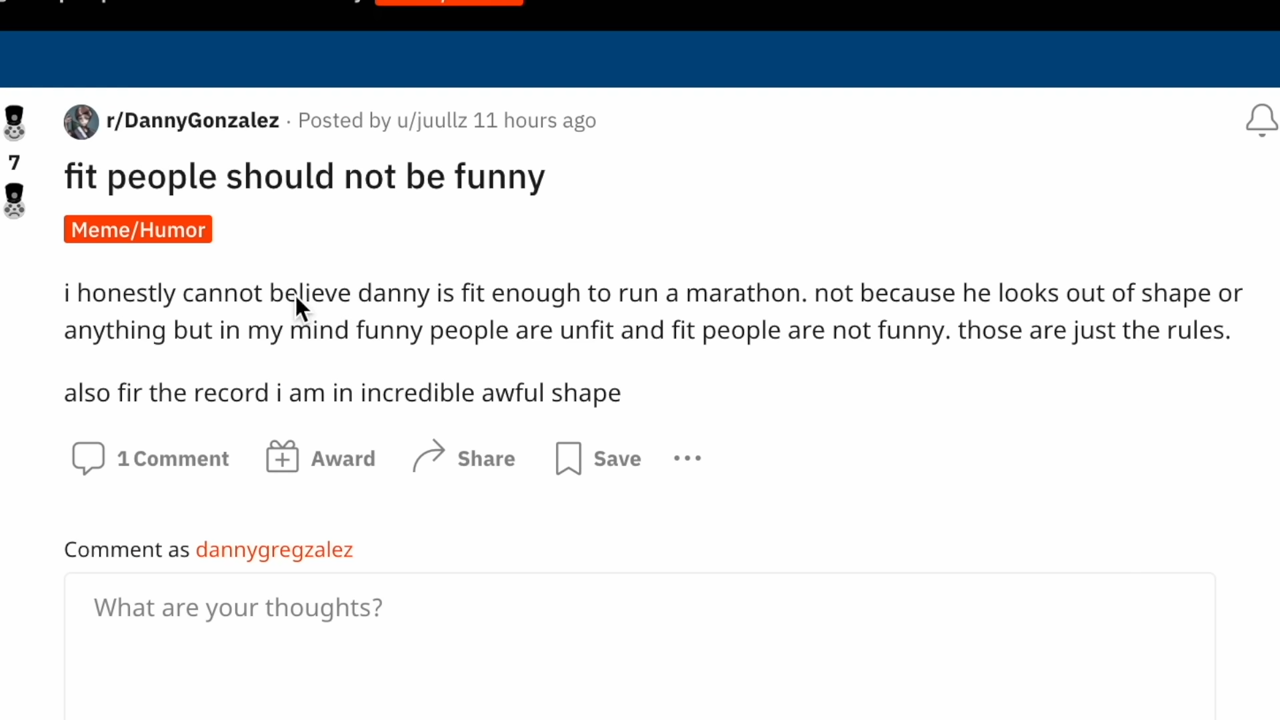 r/DannyGonzalez · Posted by u/juullz 11 hours ago
7
fit people should not be funny
Meme/Humor
i honestly cannot believe danny is fit enough to run a marathon. not because he looks out of shape or
anything but in my mind funny people are unfit and fit people are not funny. those are just the rules.
also fir the record i am in incredible awful shape
1 Comment Award Share Save
Comment as dannygregzalez
What are your thoughts?